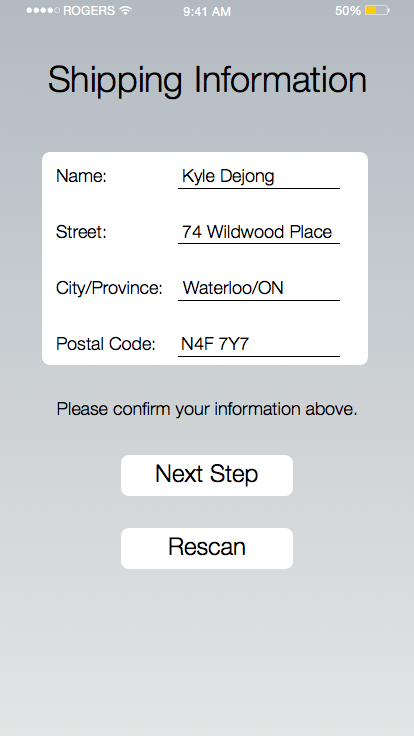 ROGERS 9:41 AM 50%
Shipping Information
Name: Kyle Dejong
Street: 74 Wildwood Place
City/Province: Waterloo/ON
Postal Code: N4F 7Y7
Please confirm your information above.
Next Step
Rescan